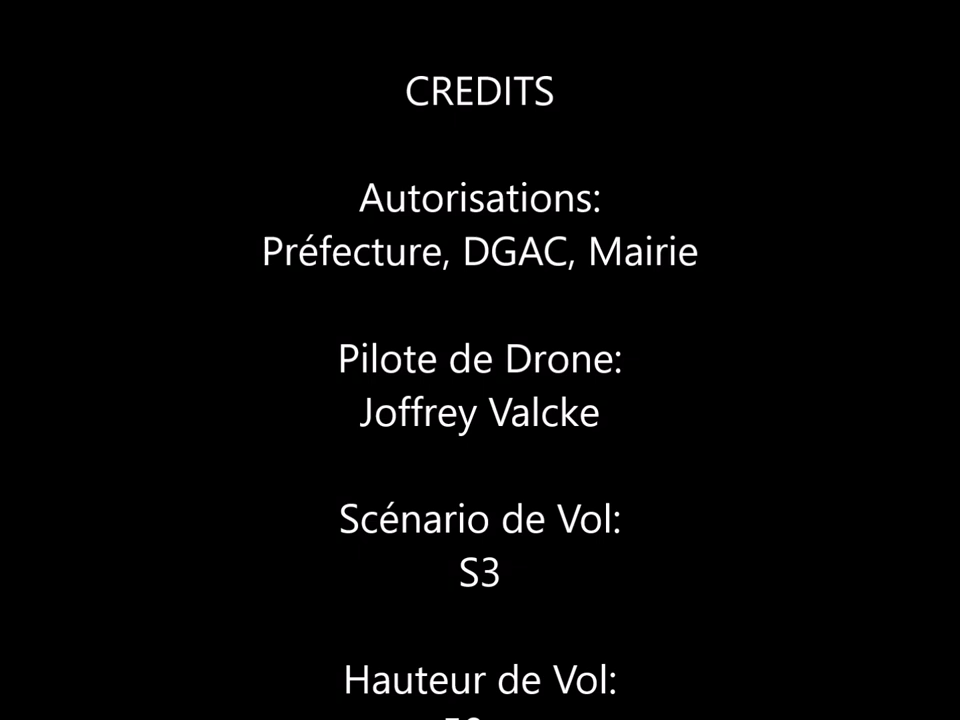 CREDITS
Autorisations:
Préfecture, DGAC, Mairie
Pilote de Drone:
Joffrey Valcke
Scénario de Vol:
S3
Hauteur de Vol: